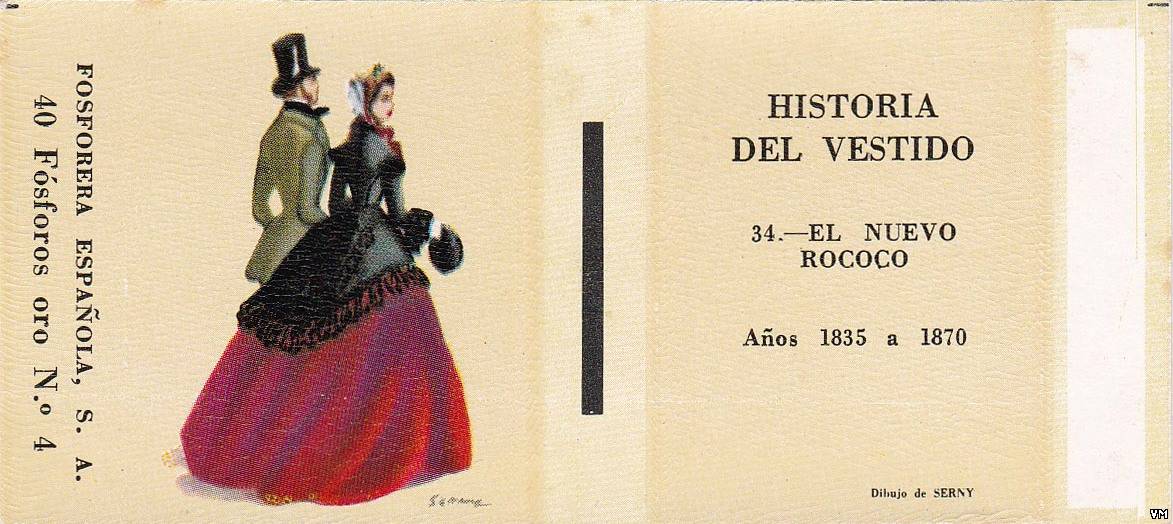 FOSFORERA ESPAÑOLA, S. A.
40 Fósforos oro N.º 4
HISTORIA
DEL VESTIDO
34.—EL NUEVO
ROCOCO
Años 1835 a 1870
Dibujo de SERNY
VM